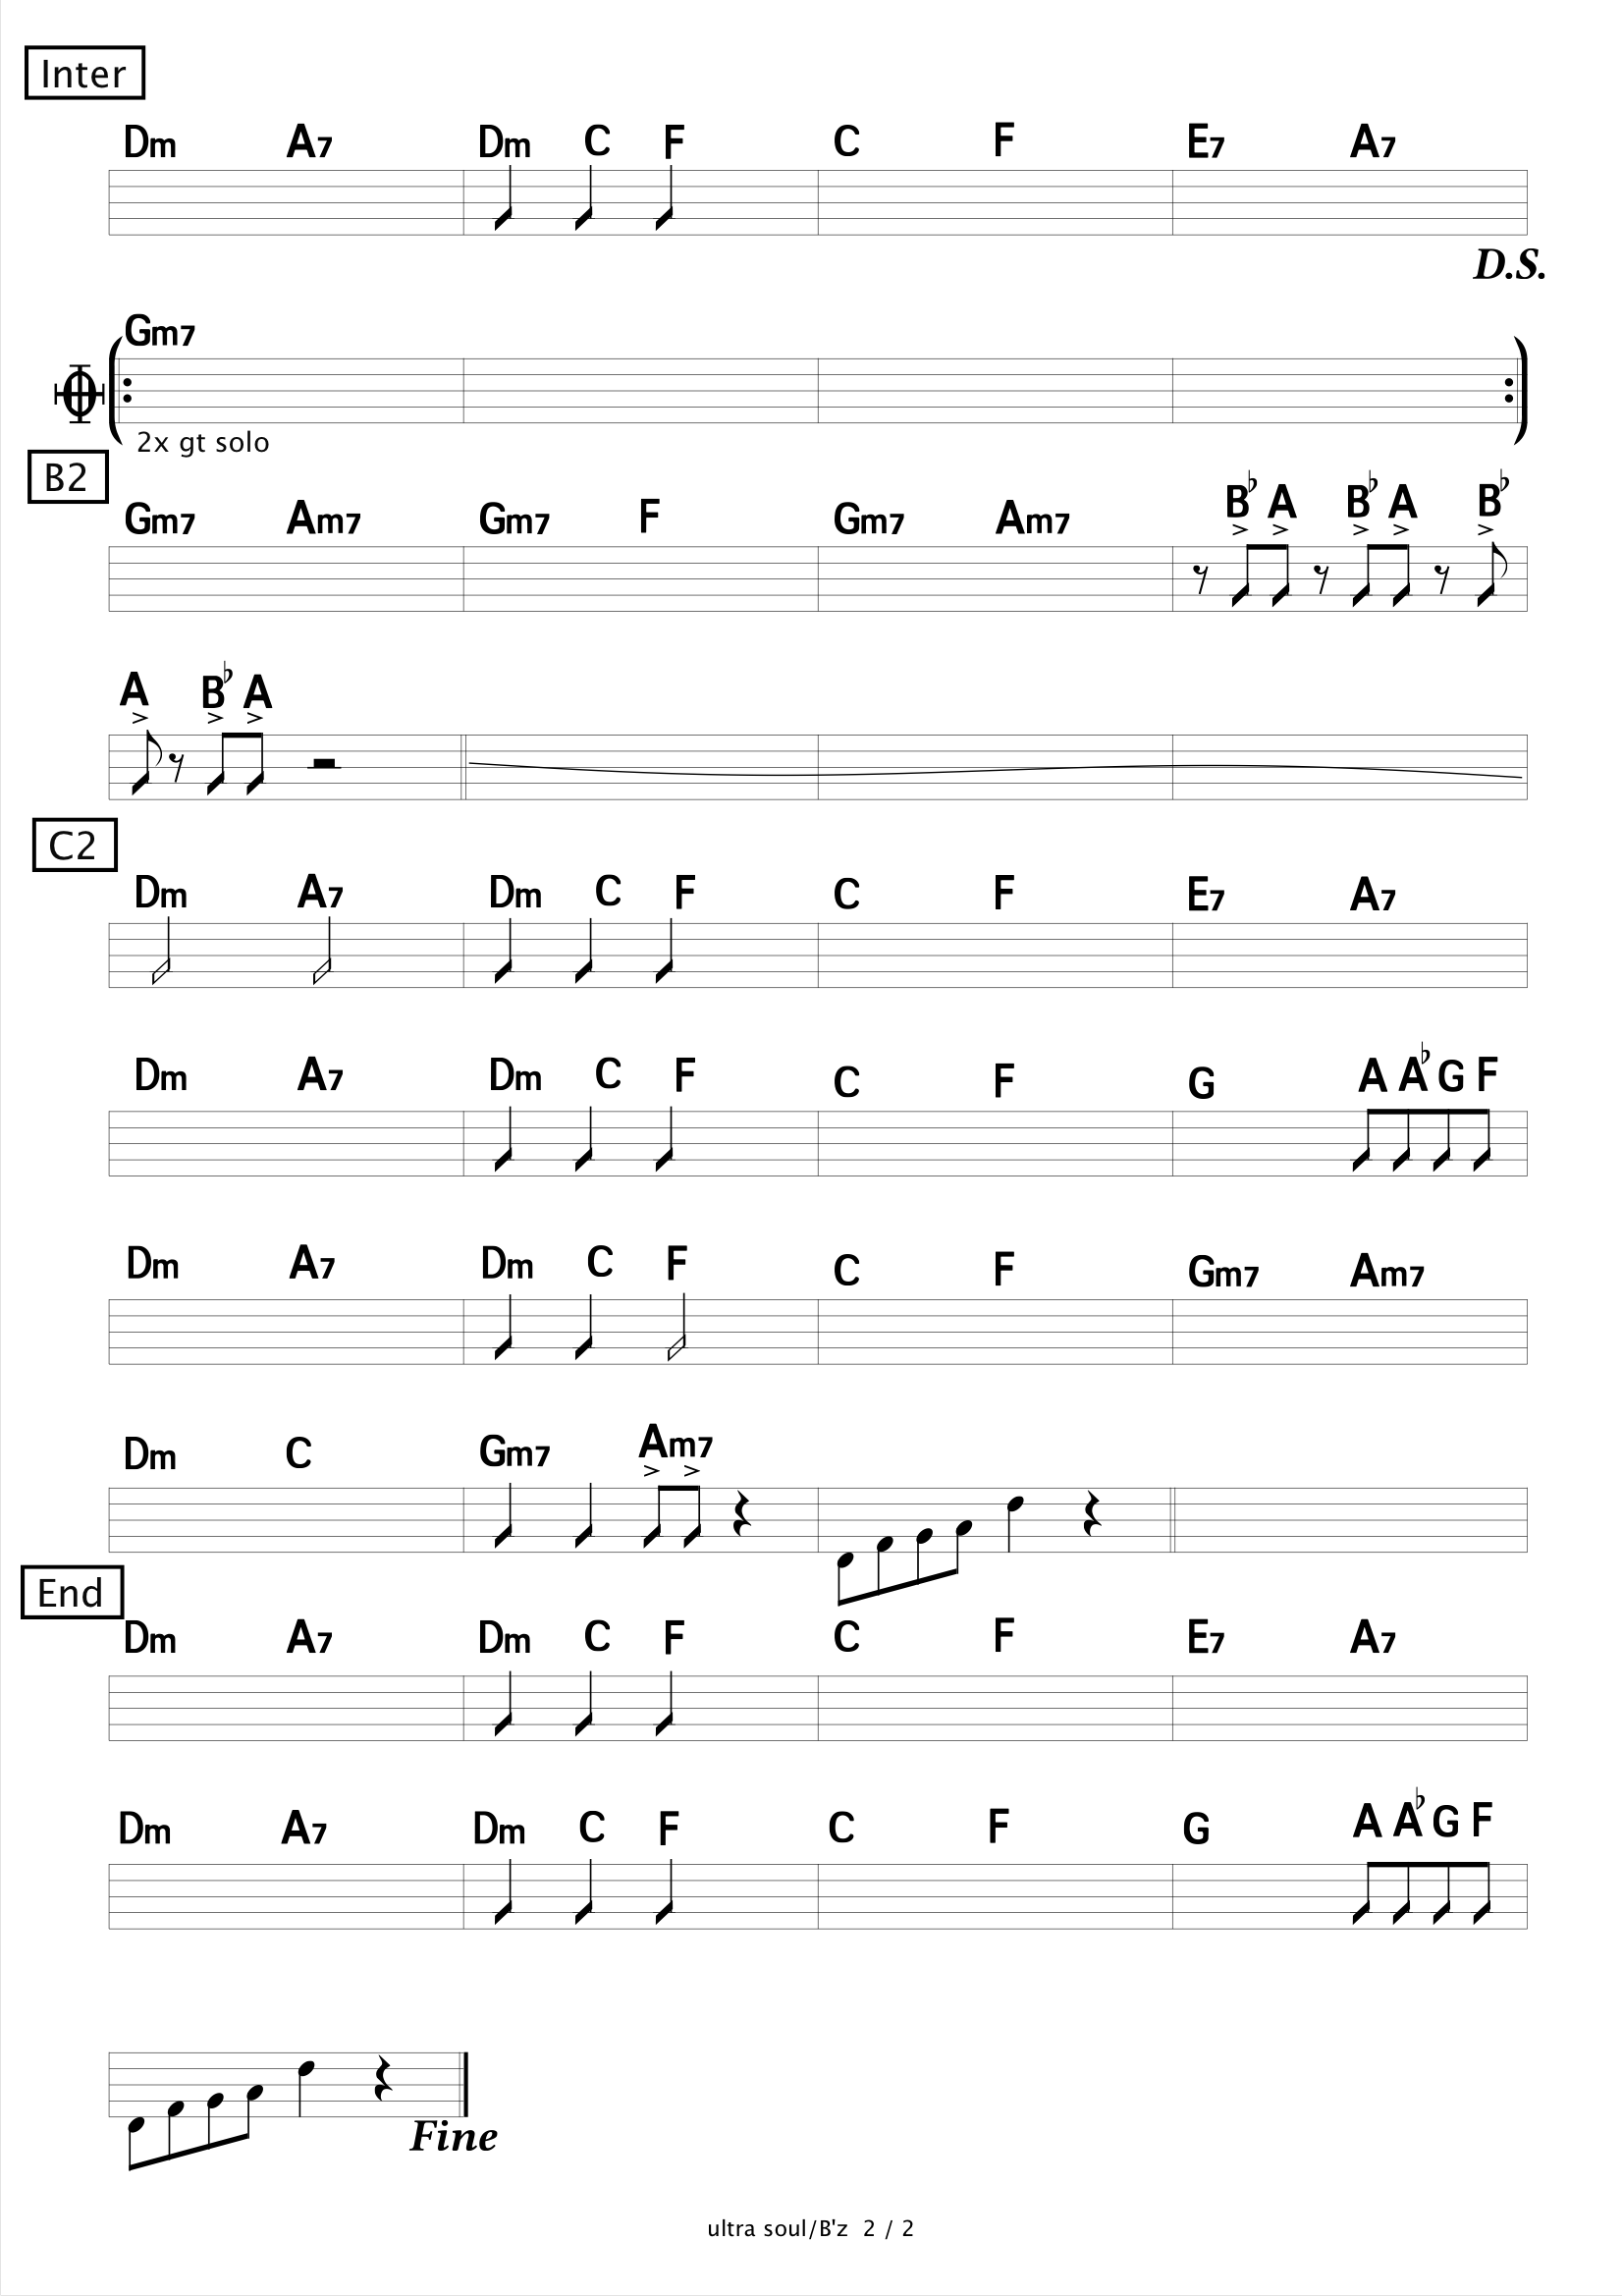 Inter
Dm A7 Dm C F C F E7 A7
D.S.
Gm7
2x gt solo
B2
Gm7 Am7 Gm7 F Gm7 Am7 B♭ A B♭ A B♭
A B♭ A
C2
Dm A7 Dm C F C F E7 A7
Dm A7 Dm C F C F G A A♭ G F
Dm A7 Dm C F C F Gm7 Am7
Dm C Gm7 Am7
End
Dm A7 Dm C F C F E7 A7
Dm A7 Dm C F C F G A A♭ G F
Fine
ultra soul/B'z 2 / 2